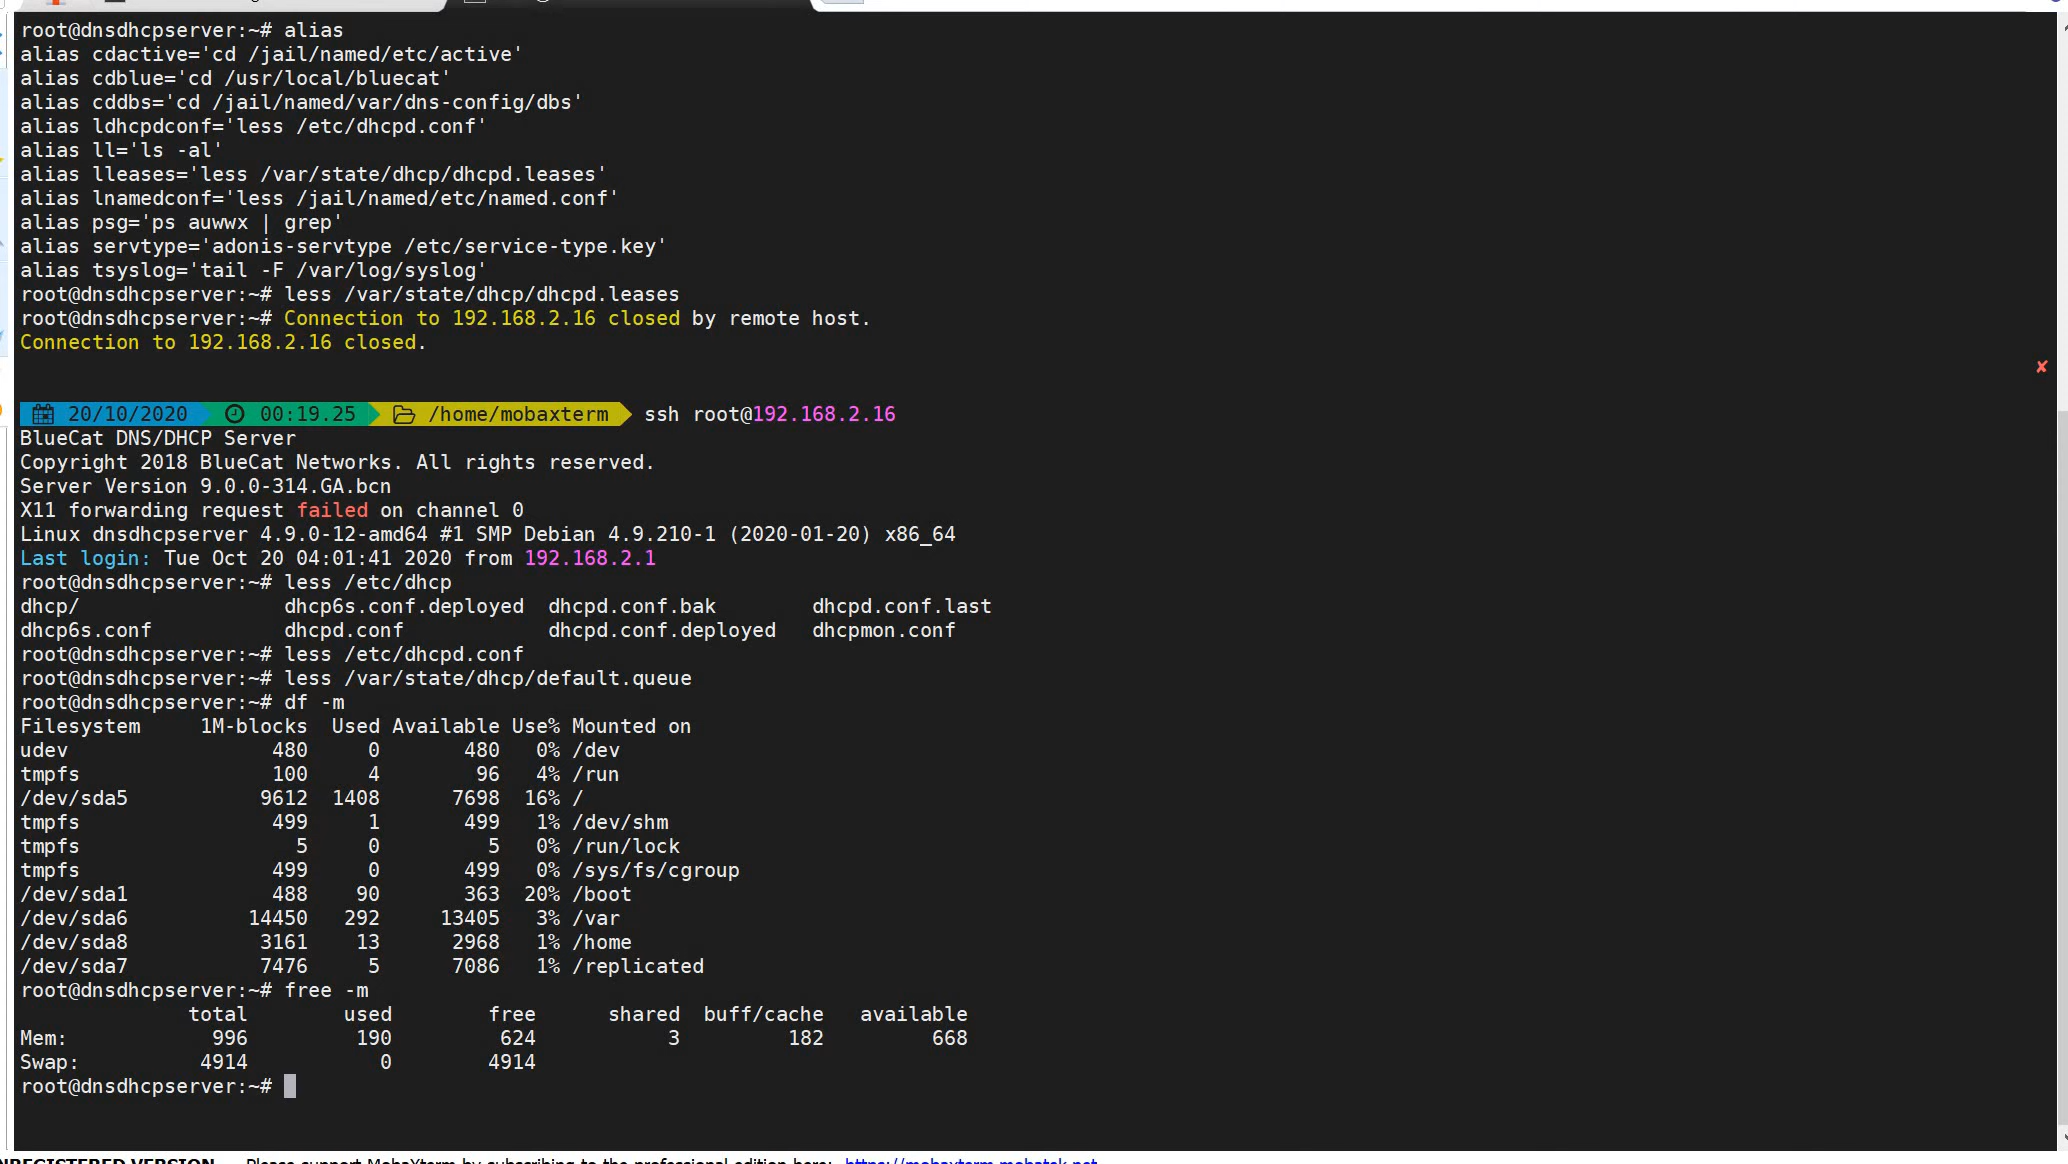 root@dnsdhcpserver:~# alias
alias cdactive='cd /jail/named/etc/active'
alias cdblue='cd /usr/local/bluecat'
alias cddbs='cd /jail/named/var/dns-config/dbs'
alias ldhcpdconf='less /etc/dhcpd.conf'
alias ll='ls -al'
alias lleases='less /var/state/dhcp/dhcpd.leases'
alias lnamedconf='less /jail/named/etc/named.conf'
alias psg='ps auwwx | grep'
alias servtype='adonis-servtype /etc/service-type.key'
alias tsyslog='tail -F /var/log/syslog'
root@dnsdhcpserver:~# less /var/state/dhcp/dhcpd.leases
root@dnsdhcpserver:~# Connection to 192.168.2.16 closed by remote host.
Connection to 192.168.2.16 closed.
20/10/2020 00:19.25 /home/mobaxterm ssh root@192.168.2.16
BlueCat DNS/DHCP Server
Copyright 2018 BlueCat Networks. All rights reserved.
Server Version 9.0.0-314.GA.bcn
X11 forwarding request failed on channel 0
Linux dnsdhcpserver 4.9.0-12-amd64 #1 SMP Debian 4.9.210-1 (2020-01-20) x86_64
Last login: Tue Oct 20 04:01:41 2020 from 192.168.2.1
root@dnsdhcpserver:~# less /etc/dhcp
dhcp/ dhcp6s.conf.deployed dhcpd.conf.bak dhcpd.conf.last
dhcp6s.conf dhcpd.conf dhcpd.conf.deployed dhcpmon.conf
root@dnsdhcpserver:~# less /etc/dhcpd.conf
root@dnsdhcpserver:~# less /var/state/dhcp/default.queue
root@dnsdhcpserver:~# df -m
Filesystem 1M-blocks Used Available Use% Mounted on
udev 480 0 480 0% /dev
tmpfs 100 4 96 4% /run
/dev/sda5 9612 1408 7698 16% /
tmpfs 499 1 499 1% /dev/shm
tmpfs 5 0 5 0% /run/lock
tmpfs 499 0 499 0% /sys/fs/cgroup
/dev/sda1 488 90 363 20% /boot
/dev/sda6 14450 292 13405 3% /var
/dev/sda8 3161 13 2968 1% /home
/dev/sda7 7476 5 7086 1% /replicated
root@dnsdhcpserver:~# free -m
total used free shared buff/cache available
Mem: 996 190 624 3 182 668
Swap: 4914 0 4914
root@dnsdhcpserver:~#
VERSION Please support MobaXterm by subscribing to the professional edition here: https://mobaxterm.mobatek.net